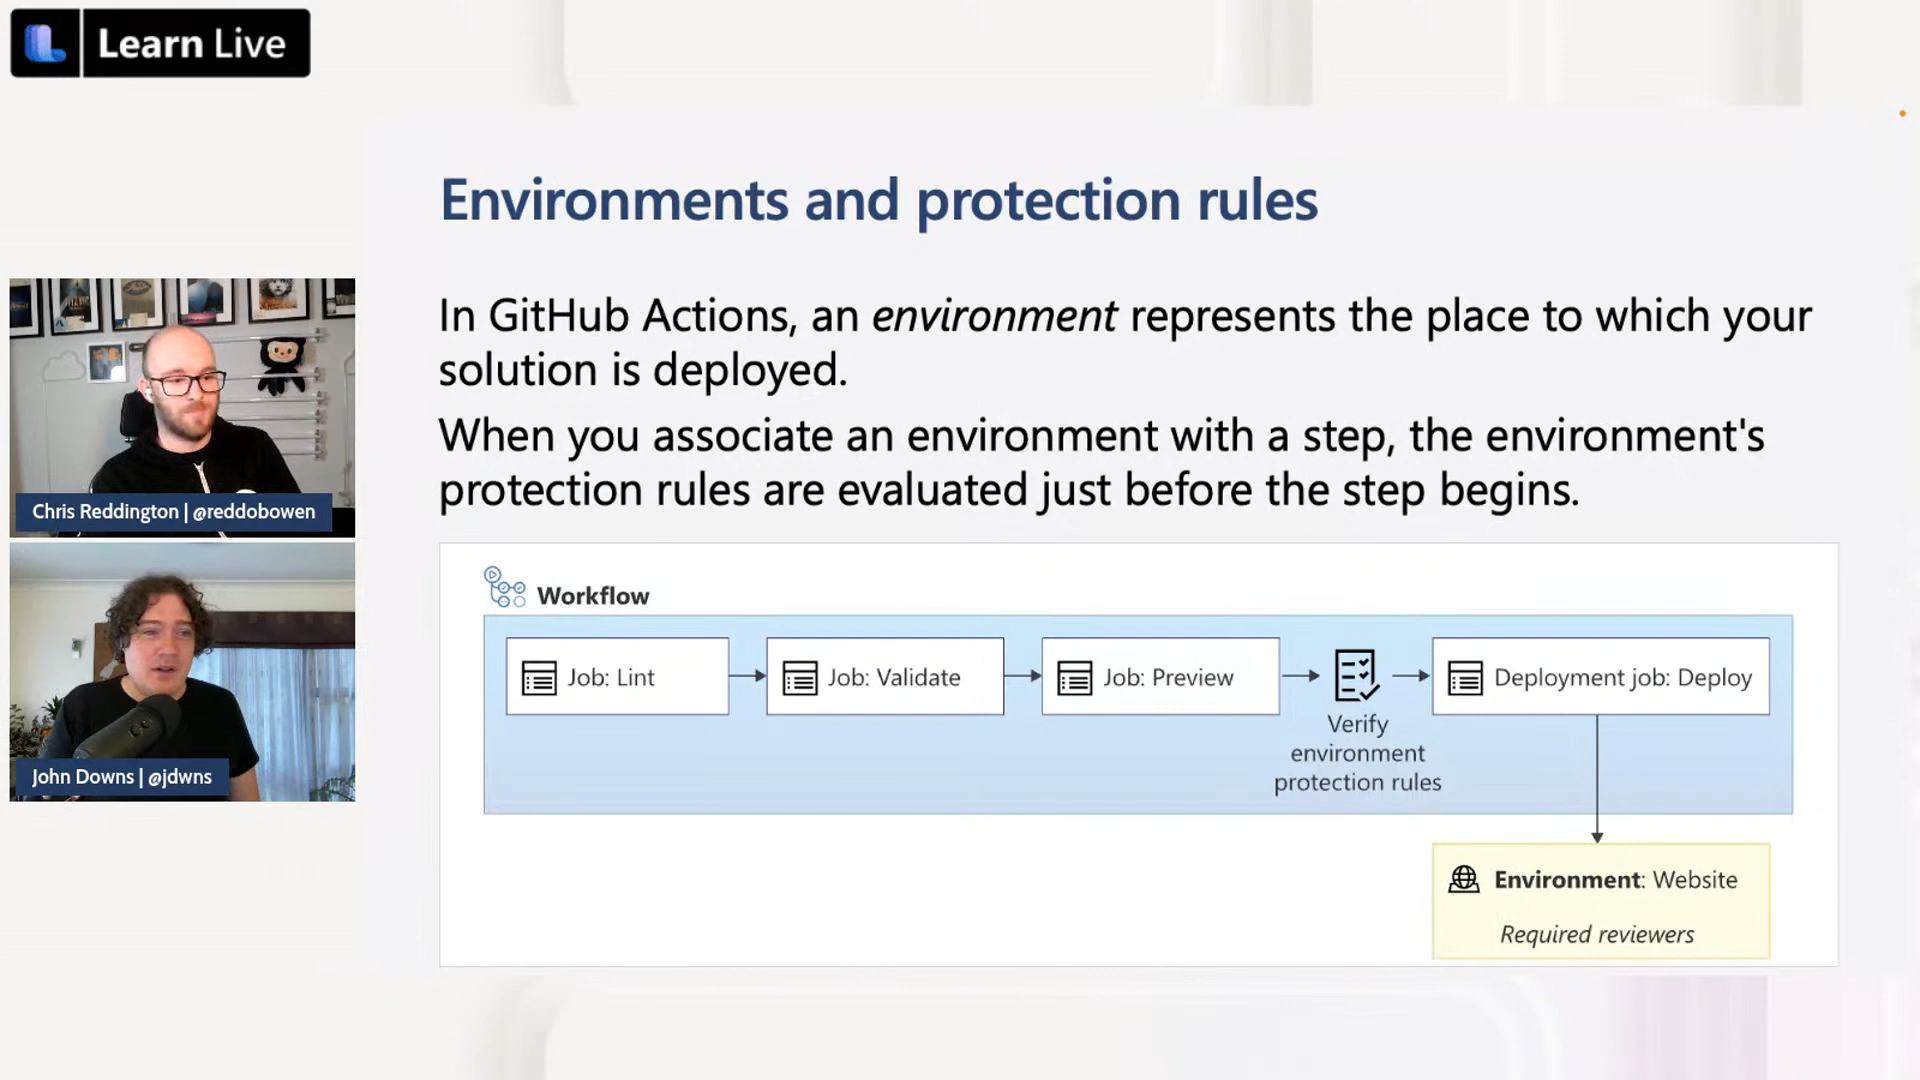 Learn Live
Environments and protection rules
In GitHub Actions, an environment represents the place to which your
solution is deployed.
When you associate an environment with a step, the environment's
protection rules are evaluated just before the step begins.
Chris Reddington | @reddobowen
John Downs | @jdwns
Workflow
Job: Lint
Job: Validate
Job: Preview
Verify
environment
protection rules
Deployment job: Deploy
Environment: Website
Required reviewers